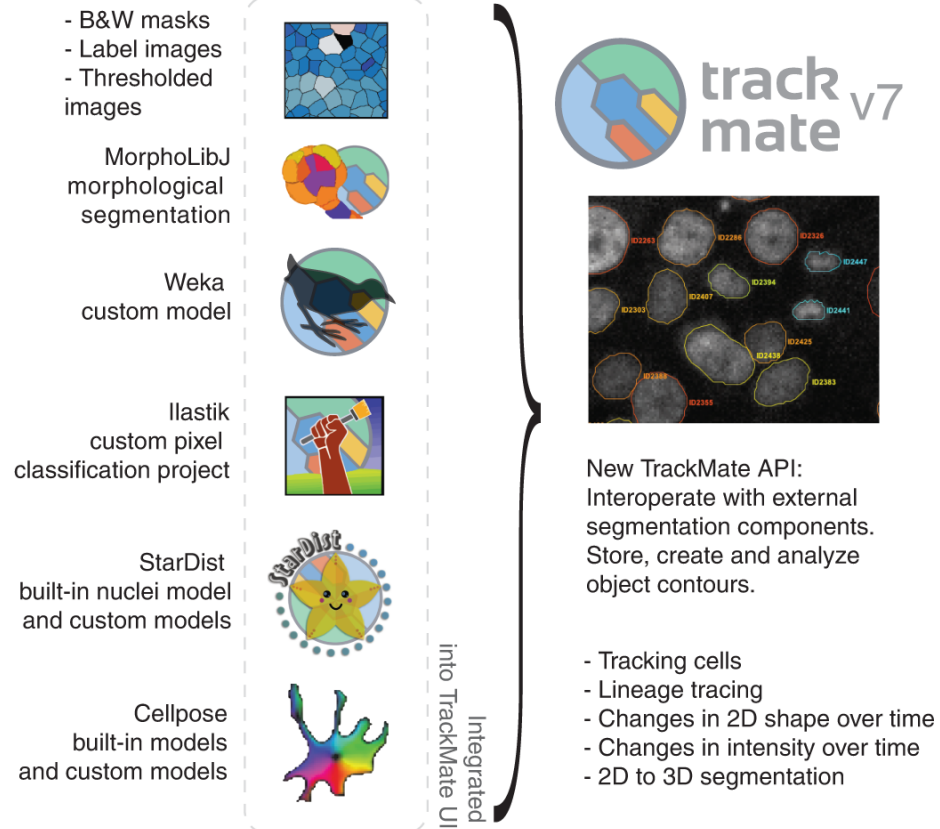 - B&W masks
- Label images
- Thresholded
images
MorphoLibJ
morphological
segmentation
Weka
custom model
Ilastik
custom pixel
classification project
StarDist
StarDist
built-in nuclei model
and custom models
Cellpose
built-in models
and custom models
Integrated
into TrackMate UI
track
mate v7
ID2263
ID2286
ID2326
ID2447
ID2394
ID2407
ID2303
ID2441
ID2425
ID2438
ID2383
ID2355
New TrackMate API:
Interoperate with external
segmentation components.
Store, create and analyze
object contours.
- Tracking cells
- Lineage tracing
- Changes in 2D shape over time
- Changes in intensity over time
- 2D to 3D segmentation